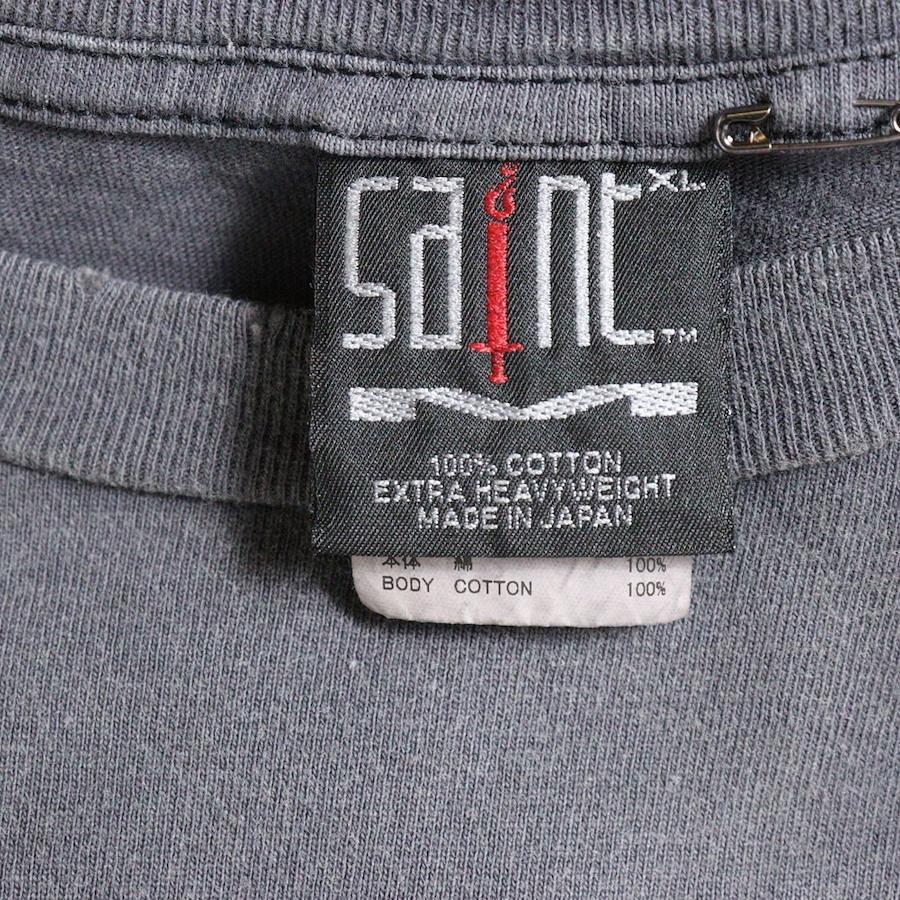 saint XL
TM
100% COTTON
EXTRA HEAVYWEIGHT
MADE IN JAPAN
本体 綿 100%
BODY COTTON 100%